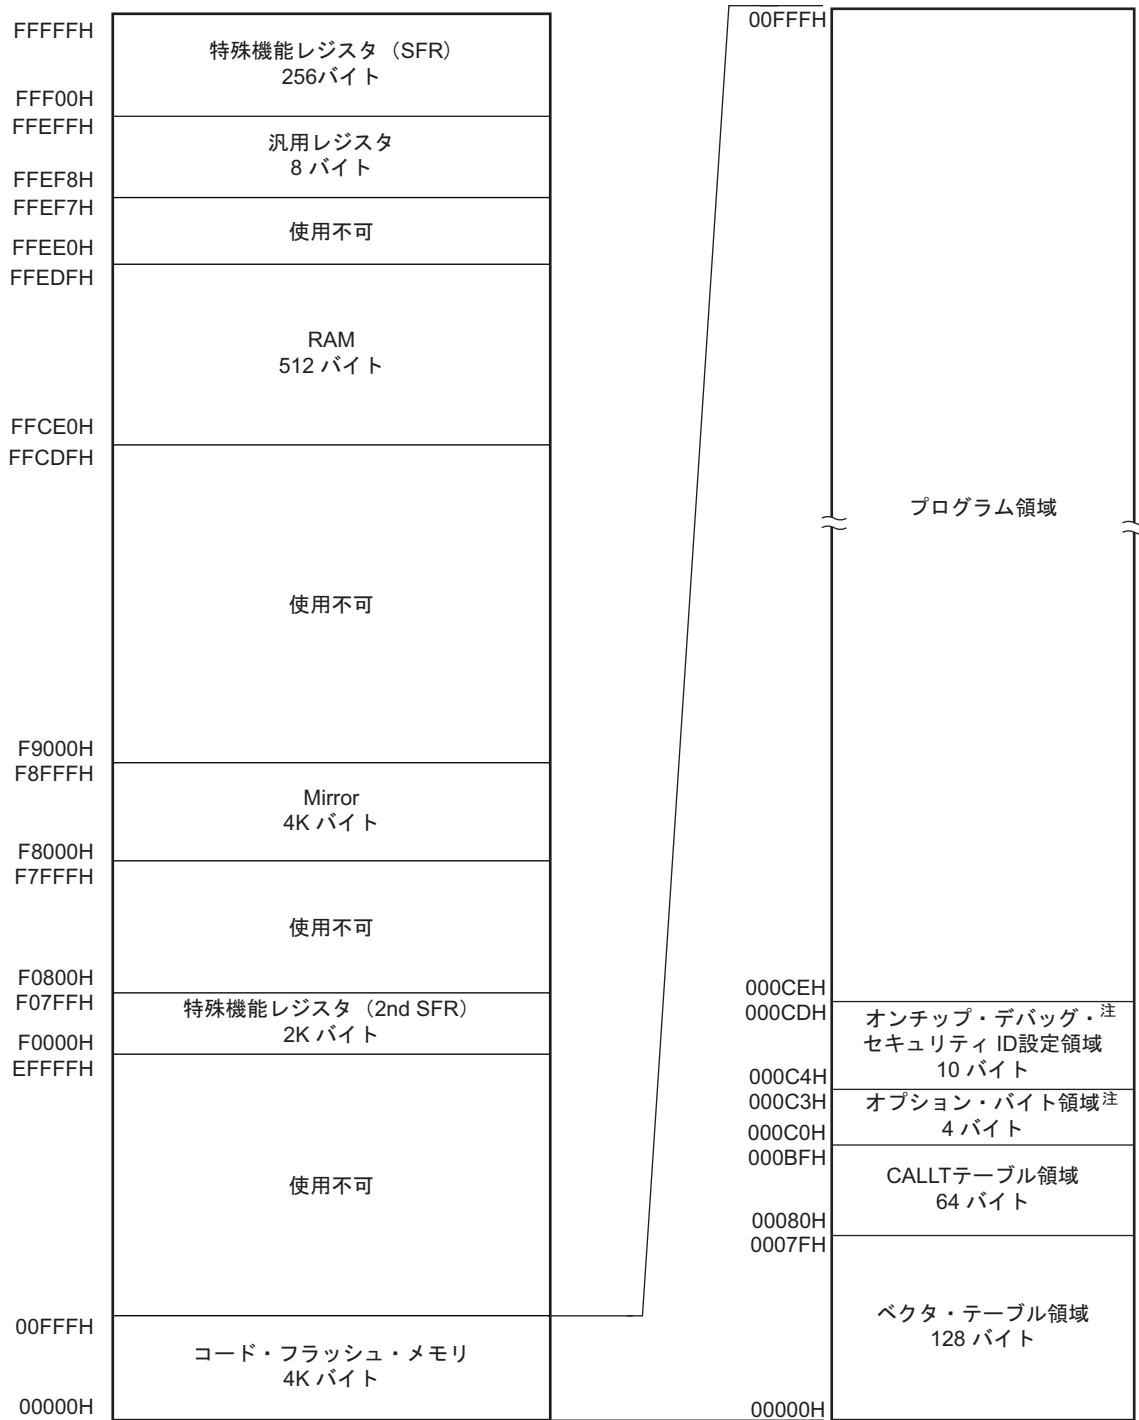 FFFFFH
特殊機能レジスタ（SFR）
256バイト
FFF00H
FFEFFH
汎用レジスタ
8 バイト
FFEF8H
FFEF7H
使用不可
FFEE0H
FFEDFH
RAM
512 バイト
FFCE0H
FFCDFH
使用不可
F9000H
F8FFFH
Mirror
4K バイト
F8000H
F7FFFH
使用不可
F0800H
F07FFH
特殊機能レジスタ（2nd SFR）
2K バイト
F0000H
EFFFFH
使用不可
00FFFH
コード・フラッシュ・メモリ
4K バイト
00000H
00FFFH
プログラム領域
000CEH
000CDH
オンチップ・デバッグ・注
セキュリティ ID設定領域
10 バイト
000C4H
000C3H
オプション・バイト領域注
4 バイト
000C0H
000BFH
CALLTテーブル領域
64 バイト
00080H
0007FH
ベクタ・テーブル領域
128 バイト
00000H